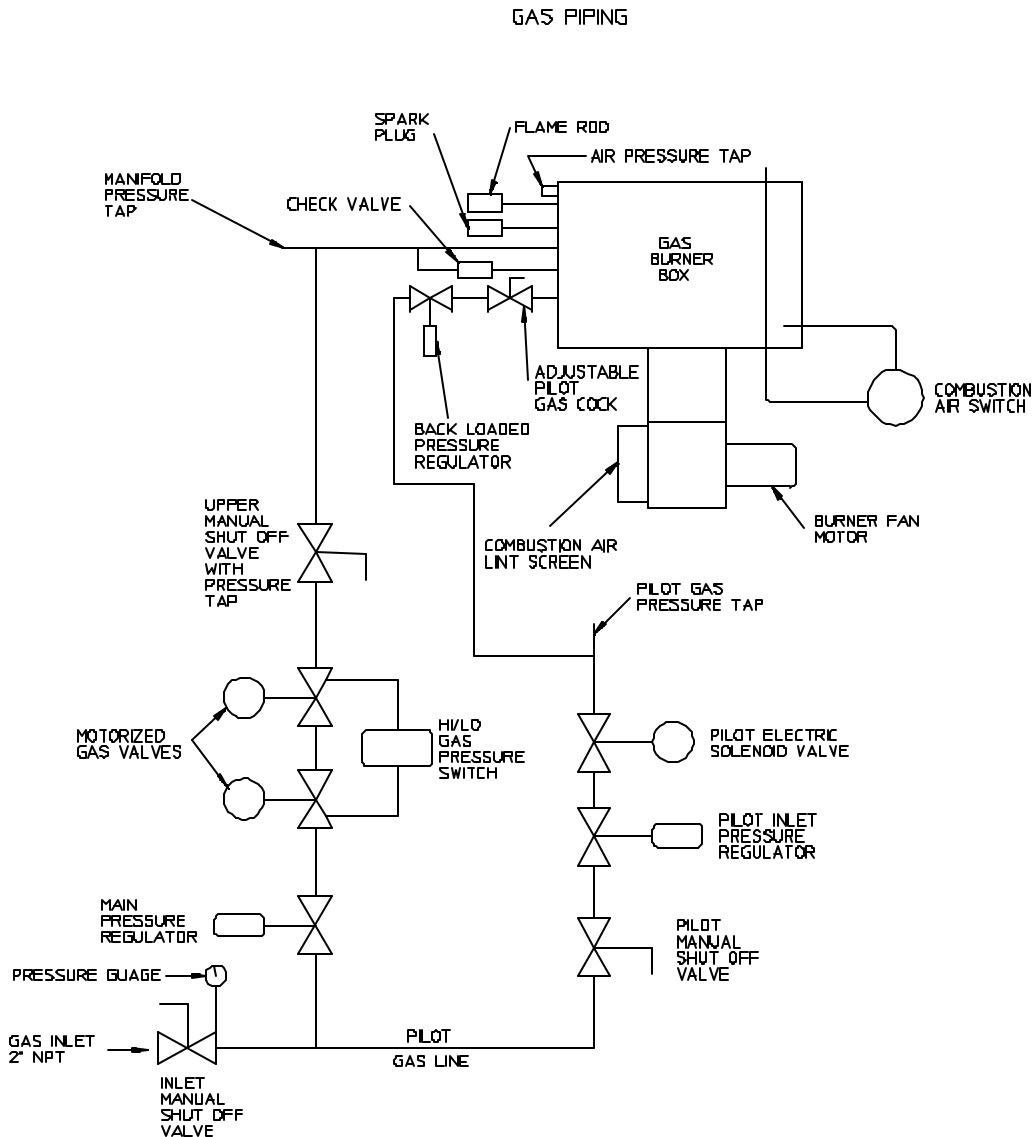 GAS PIPING
SPARK
PLUG
FLAME ROD
AIR PRESSURE TAP
MANIFOLD
PRESSURE
TAP
CHECK VALVE
GAS
BURNER
BOX
ADJUSTABLE
PILOT
GAS COCK
COMBUSTION
AIR SWITCH
BACK LOADED
PRESSURE
REGULATOR
UPPER
MANUAL
SHUT OFF
VALVE
WITH
PRESSURE
TAP
COMBUSTION AIR
LINT SCREEN
BURNER FAN
MOTOR
PILOT GAS
PRESSURE TAP
MOTORIZED
GAS VALVES
HI/LO
GAS
PRESSURE
SWITCH
PILOT ELECTRIC
SOLENOID VALVE
PILOT INLET
PRESSURE
REGULATOR
MAIN
PRESSURE
REGULATOR
PILOT
MANUAL
SHUT OFF
VALVE
PRESSURE GUAGE
GAS INLET
2" NPT
PILOT
GAS LINE
INLET
MANUAL
SHUT OFF
VALVE